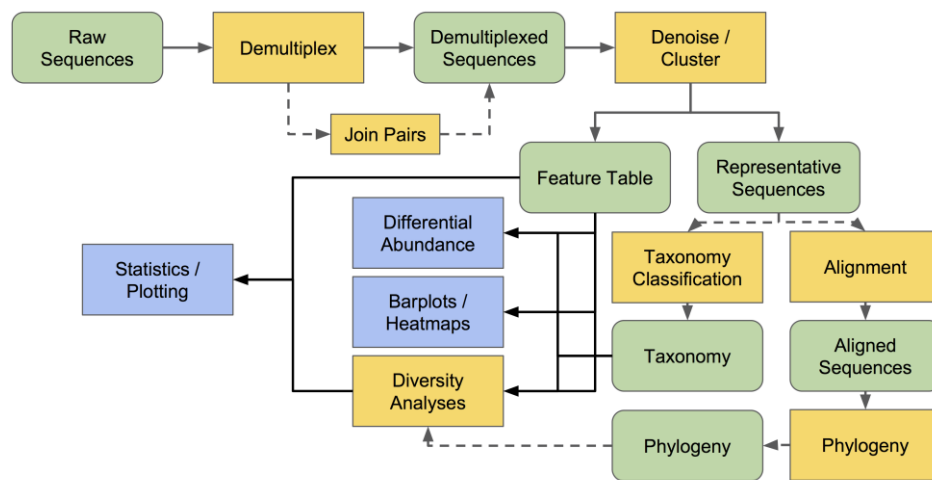 Raw
Sequences
Demultiplex
Demultiplexed
Sequences
Denoise /
Cluster
Join Pairs
Feature Table
Representative
Sequences
Differential
Abundance
Taxonomy
Classification
Alignment
Statistics /
Plotting
Barplots /
Heatmaps
Taxonomy
Aligned
Sequences
Diversity
Analyses
Phylogeny
Phylogeny